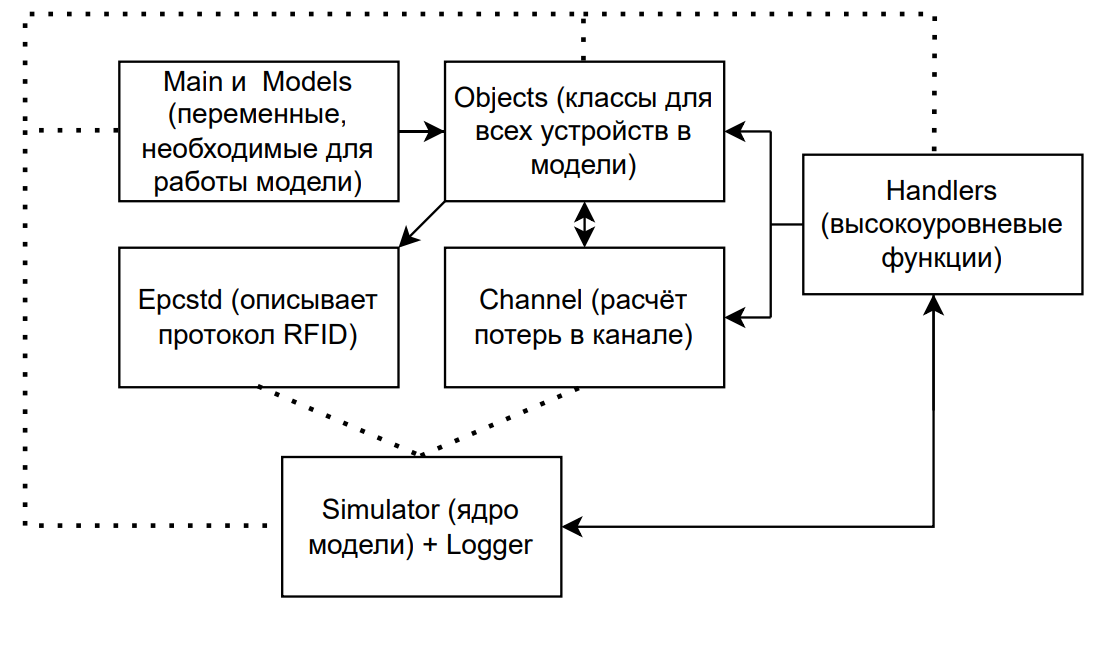 Main и  Models
(переменные,
необходимые для
работы модели)
Objects (классы для
всех устройств в
модели)
Handlers
(высокоуровневые
функции)
Epcstd (описывает
протокол RFID)
Channel (расчёт
потерь в канале)
Simulator (ядро
модели) + Logger